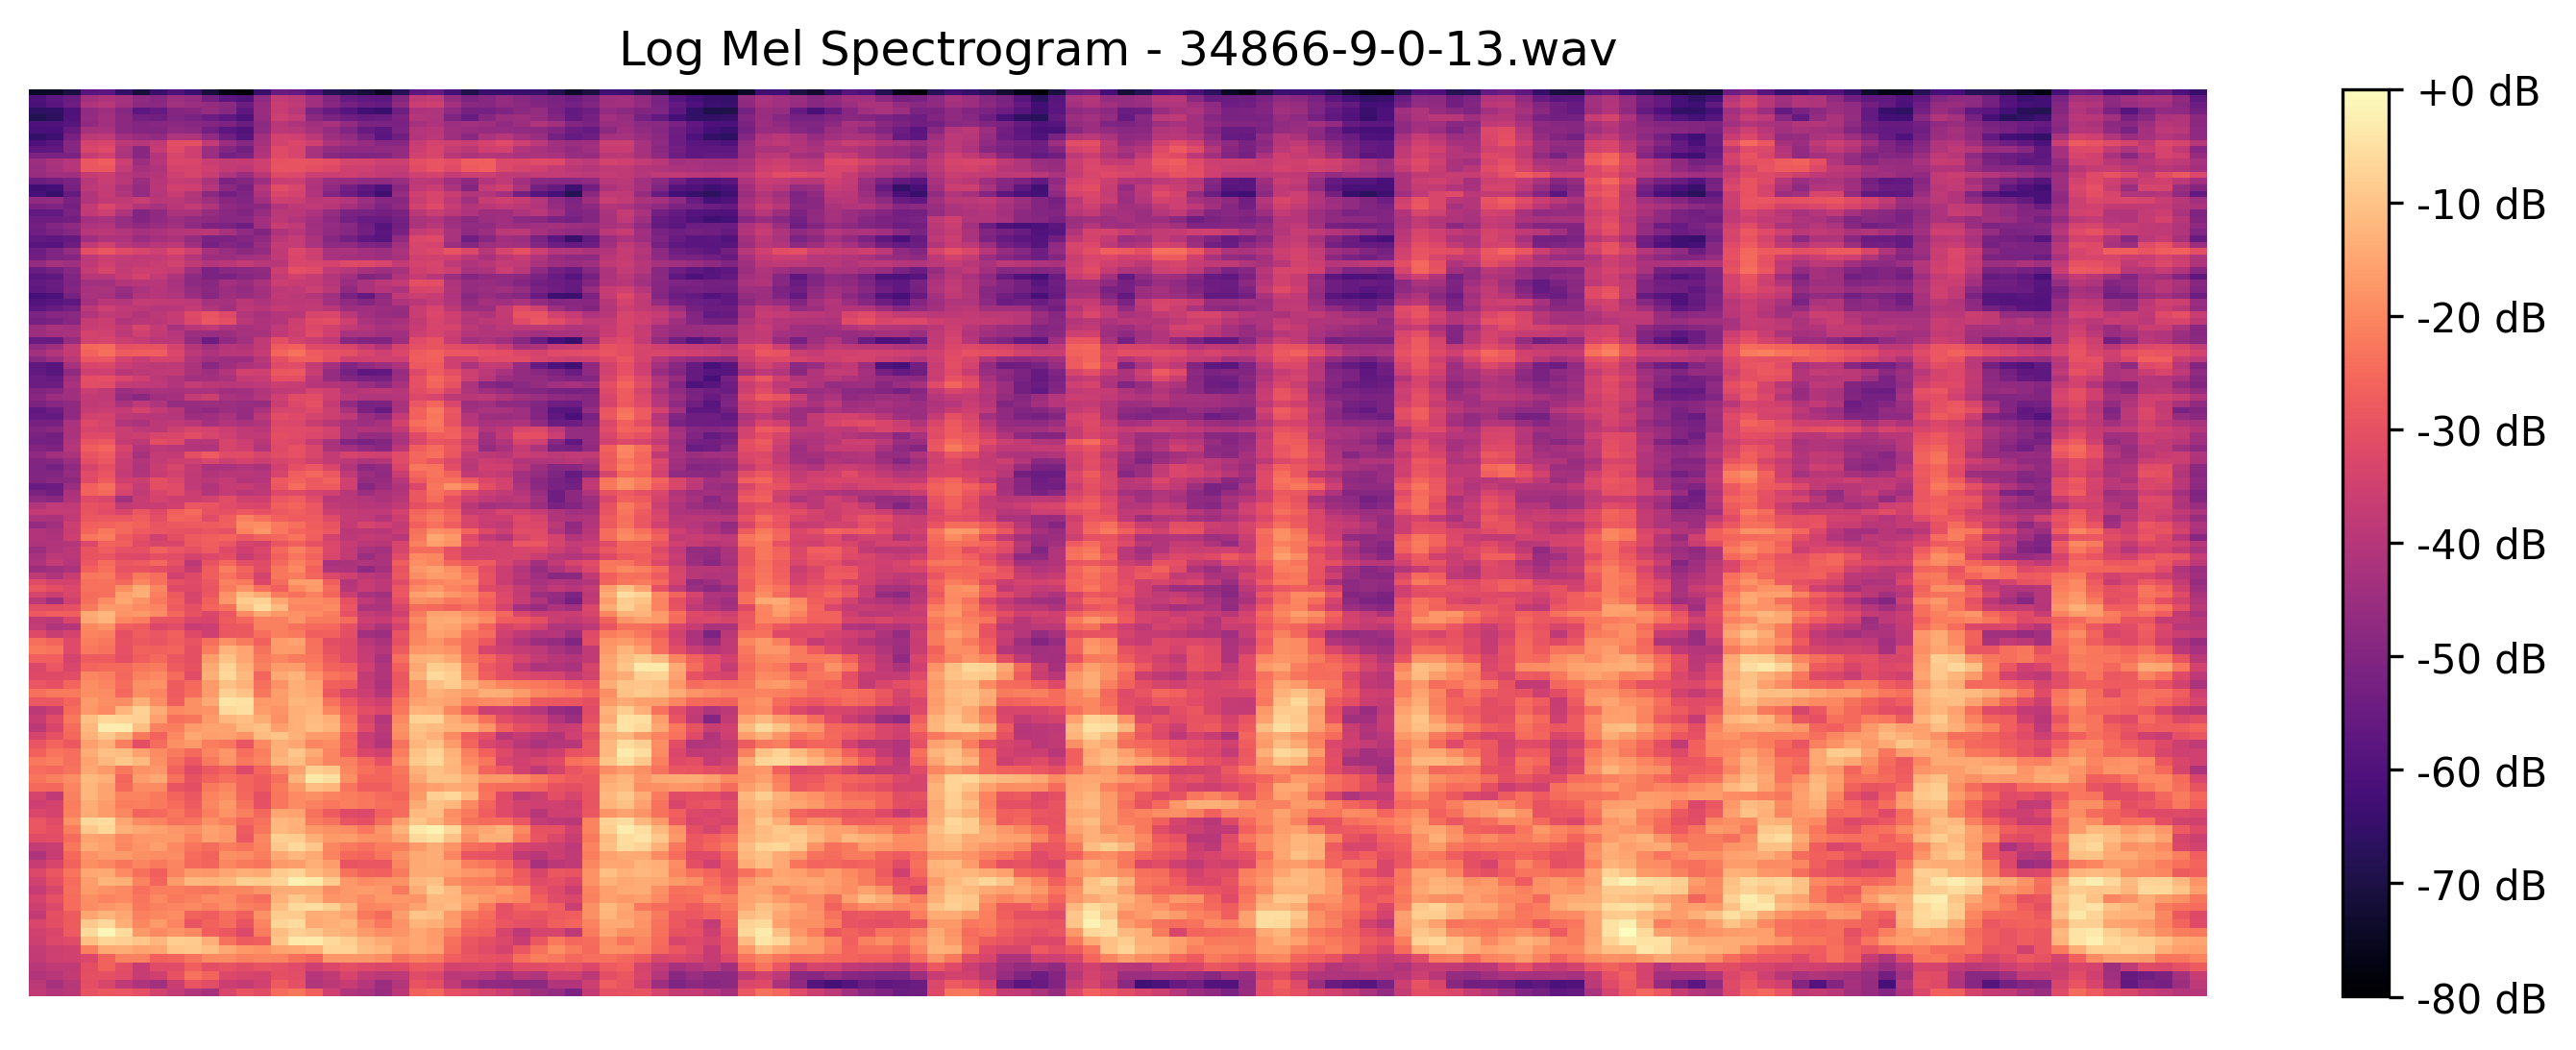 Log Mel Spectrogram - 34866-9-0-13.wav
+0 dB
-10 dB
-20 dB
-30 dB
-40 dB
-50 dB
-60 dB
-70 dB
-80 dB